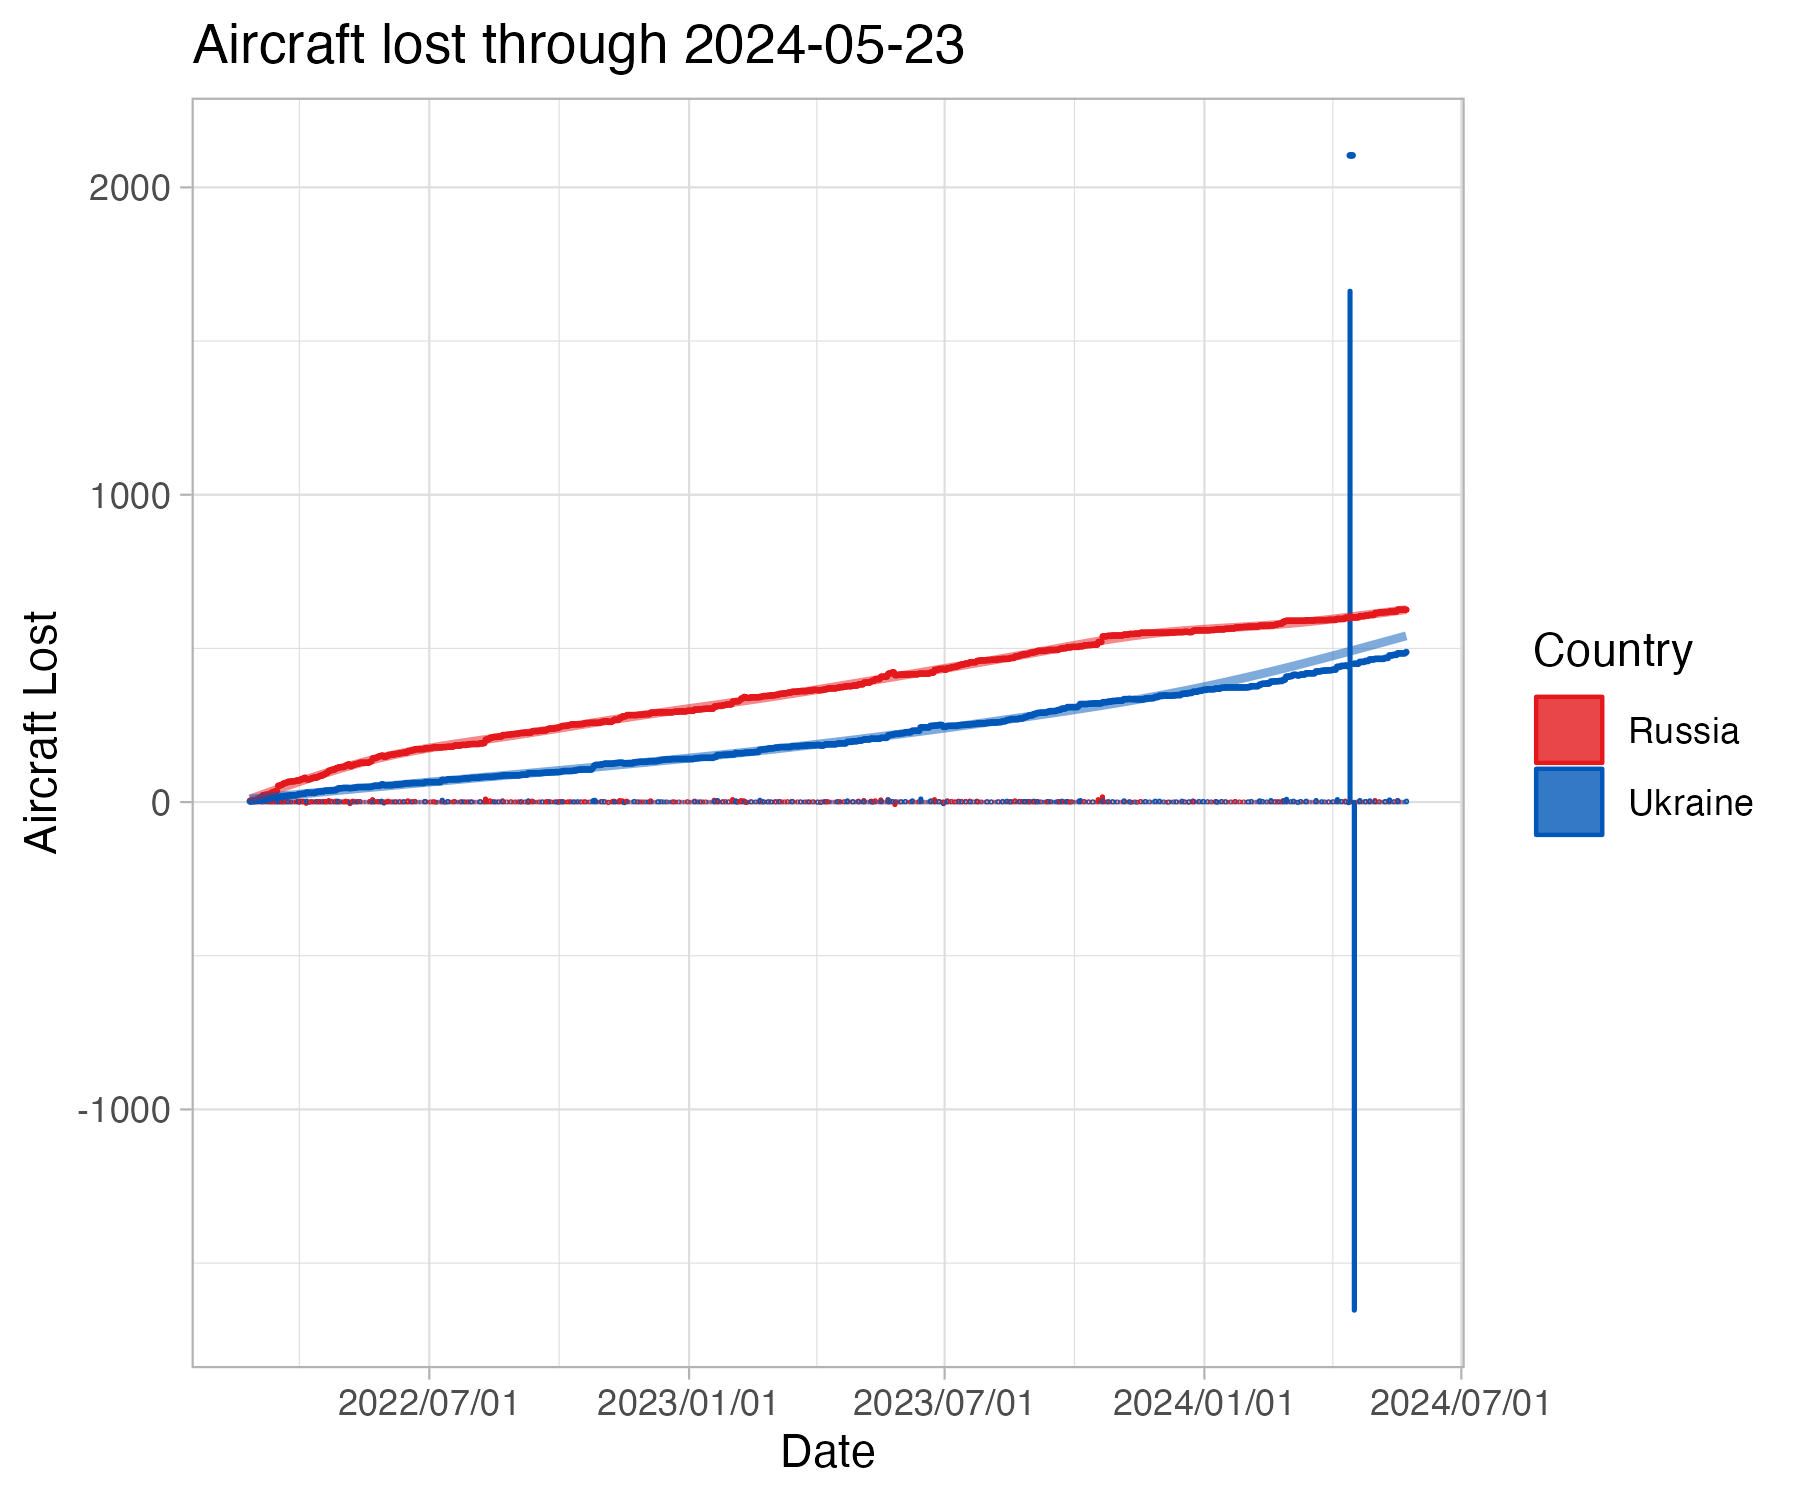 Aircraft lost through 2024-05-23
2000
1000
0
-1000
Aircraft Lost
2022/07/01
2023/01/01
2023/07/01
2024/01/01
2024/07/01
Date
Country
Russia
Ukraine